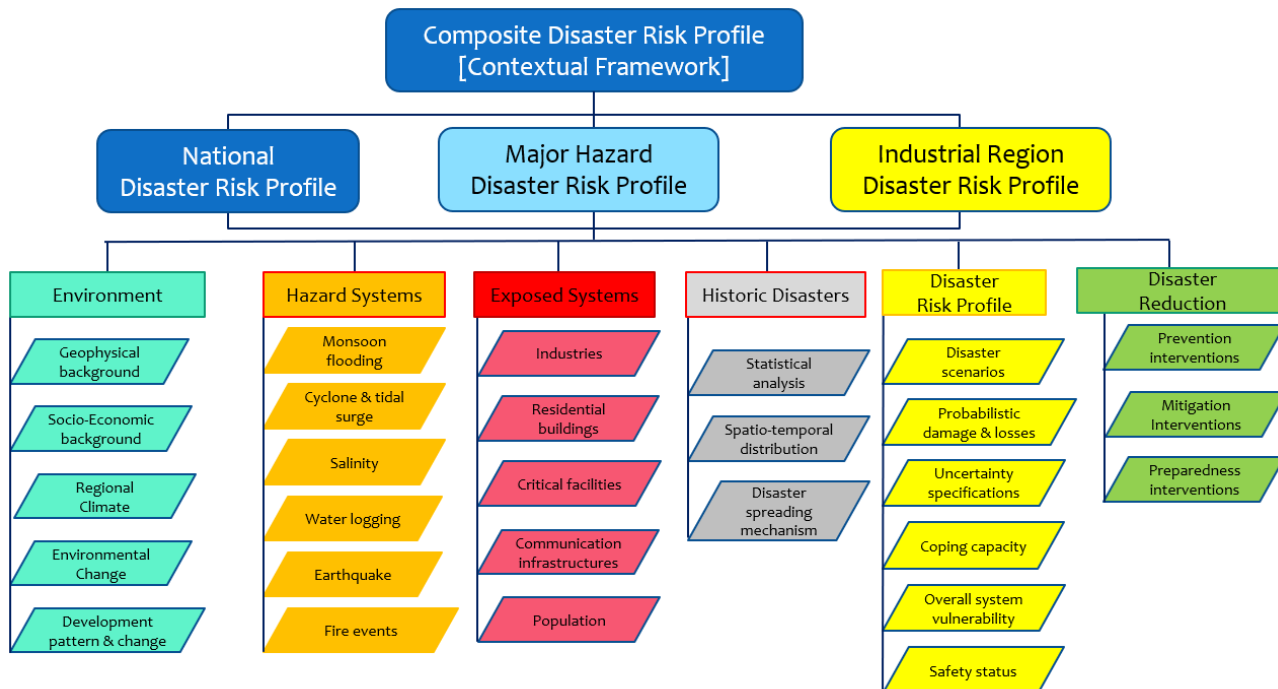 Composite Disaster Risk Profile
[Contextual Framework]
National
Disaster Risk Profile
Major Hazard
Disaster Risk Profile
Industrial Region
Disaster Risk Profile
Environment
Geophysical
background
Socio-Economic
background
Regional
Climate
Environmental
Change
Development
pattern & change
Hazard Systems
Monsoon
flooding
Cyclone & tidal
surge
Salinity
Water logging
Earthquake
Fire events
Exposed Systems
Industries
Residential
buildings
Critical facilities
Communication
infrastructures
Population
Historic Disasters
Statistical
analysis
Spatio-temporal
distribution
Disaster
spreading
mechanism
Disaster
Risk Profile
Disaster
scenarios
Probabilistic
damage & losses
Uncertainty
specifications
Coping capacity
Overall system
vulnerability
Safety status
Disaster
Reduction
Prevention
interventions
Mitigation
Interventions
Preparedness
interventions